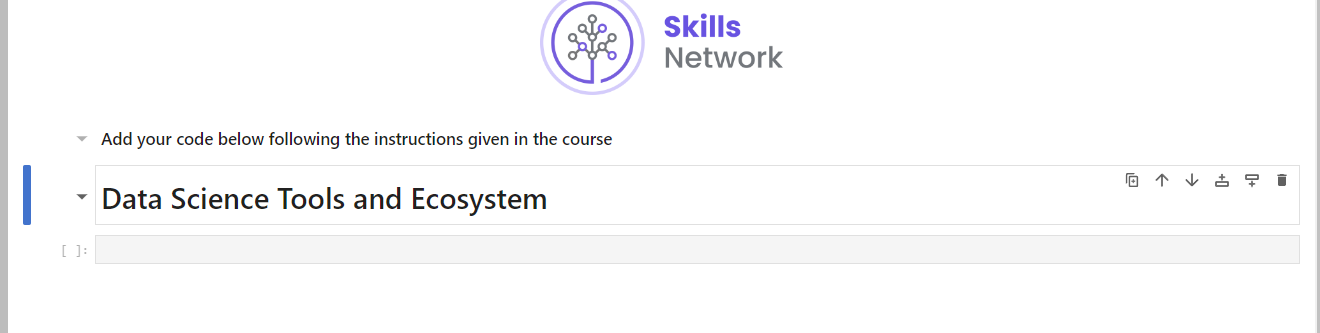 Skills
Network
Add your code below following the instructions given in the course
Data Science Tools and Ecosystem
[ ]: